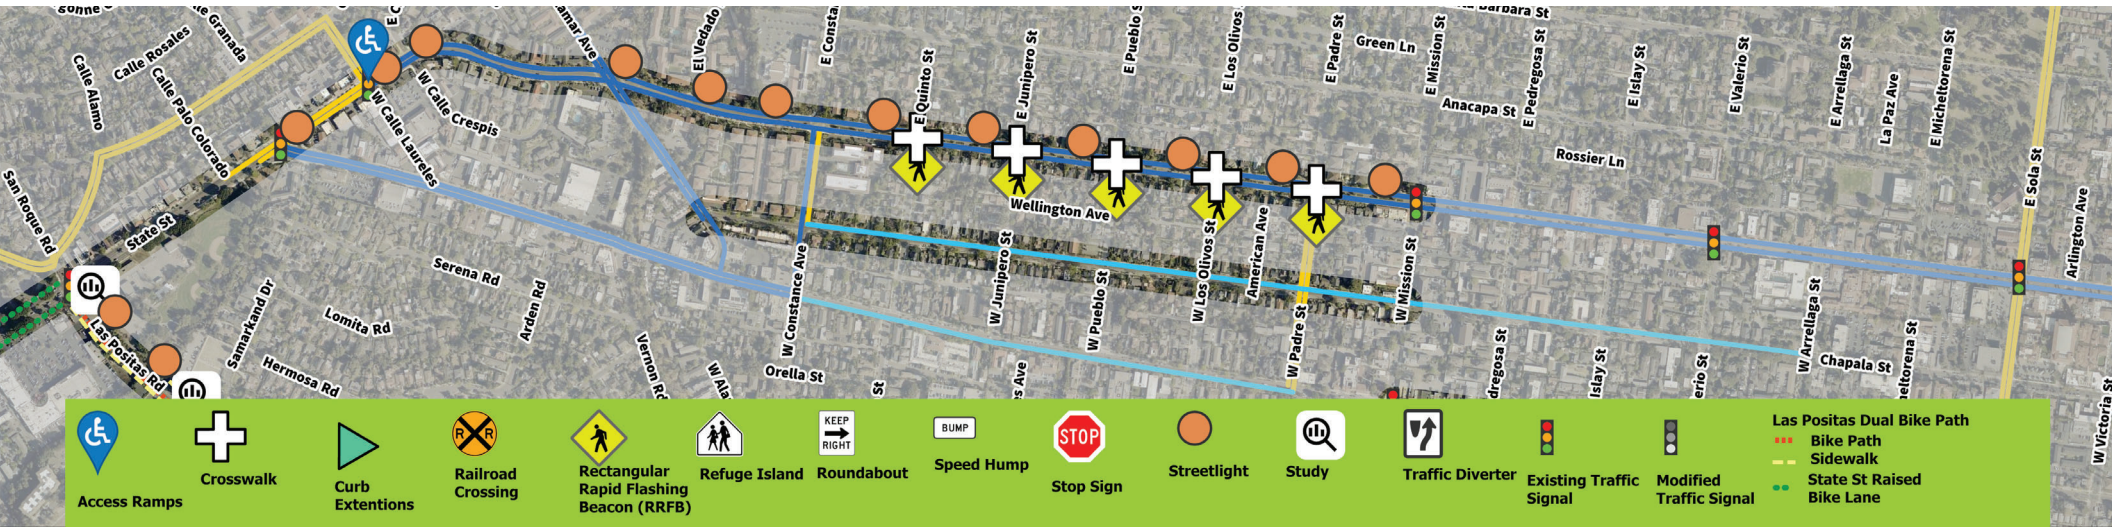 Calle Granada
Calle Rosales
Calle Alamo
Calle Palo Colorado
San Roque Rd
State St
Las Positas Rd
W Calle Laureles
W Calle Crespis
Samarkand Dr
Lomita Rd
Hermosa Rd
Serena Rd
Arden Rd
Vernon Rd
El Vedado
W Constance Ave
Orella St
E Quinto St
E Junipero St
E Pueblo S
E Los Olivos
E Padre St
Green Ln
E Mission St
Anacapa St
E Pedregosa St
Rossier Ln
E Islay St
E Valerio St
E Arrellaga St
La Paz Ave
E Micheltorena St
E Sola St
Arlington Ave
Wellington Ave
W Junipero St
W Pueblo St
W Los Olivos St
American Ave
W Padre St
W Mission St
W Arrellaga St
Chapala St
W Victoria St
Access Ramps
Crosswalk
Curb
Extentions
R R
Railroad
Crossing
Rectangular
Rapid Flashing
Beacon (RRFB)
Refuge Island
KEEP
RIGHT
Roundabout
BUMP
Speed Hump
STOP
Stop Sign
Streetlight
Study
Traffic Diverter
Existing Traffic
Signal
Modified
Traffic Signal
Las Positas Dual Bike Path
Bike Path
Sidewalk
State St Raised
Bike Lane